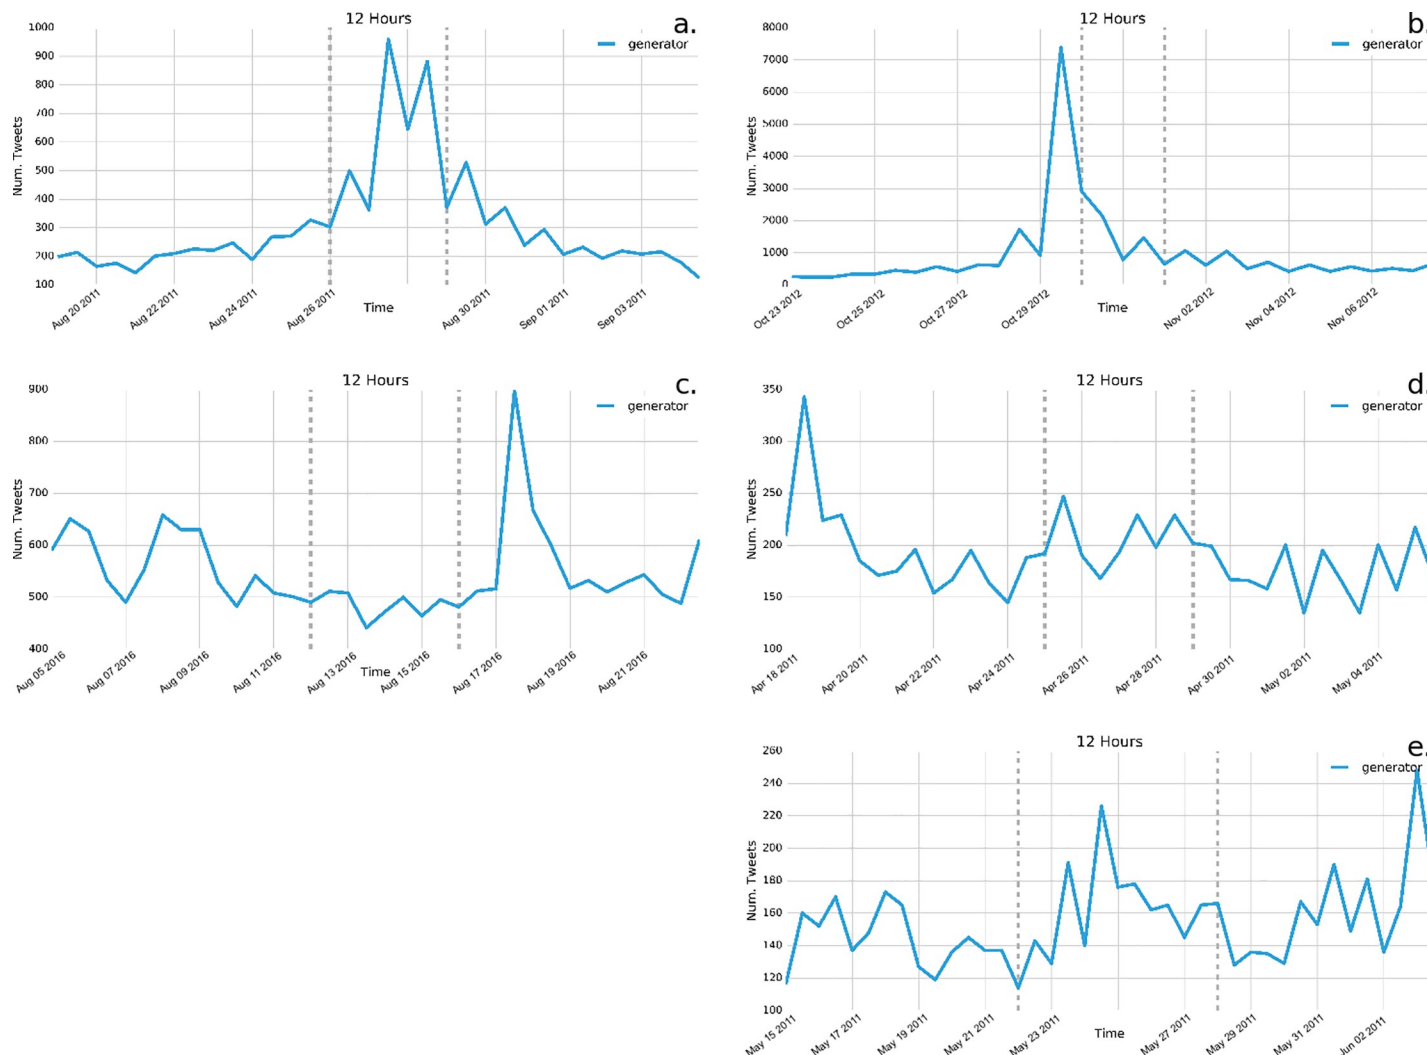 12 Hours
a.
generator
Num. Tweets
1000
900
800
700
600
500
400
300
200
100
Aug 20 2011
Aug 22 2011
Aug 24 2011
Aug 26 2011
Aug 30 2011
Sep 01 2011
Sep 03 2011
Time
12 Hours
b.
generator
Num. Tweets
8000
7000
6000
5000
4000
3000
2000
1000
0
Oct 23 2012
Oct 25 2012
Oct 27 2012
Oct 29 2012
Nov 02 2012
Nov 04 2012
Nov 06 2012
Time
12 Hours
c.
generator
Num. Tweets
900
800
700
600
500
400
Aug 05 2016
Aug 07 2016
Aug 09 2016
Aug 11 2016
Aug 13 2016
Aug 15 2016
Aug 17 2016
Aug 19 2016
Aug 21 2016
Time
12 Hours
d.
generator
Num. Tweets
350
300
250
200
150
100
Apr 18 2011
Apr 20 2011
Apr 22 2011
Apr 24 2011
Apr 26 2011
Apr 28 2011
Apr 30 2011
May 02 2011
May 04 2011
12 Hours
e.
generator
Num. Tweets
260
240
220
200
180
160
140
120
100
May 15 2011
May 17 2011
May 19 2011
May 21 2011
May 23 2011
May 27 2011
May 29 2011
May 31 2011
Jun 02 2011
Time